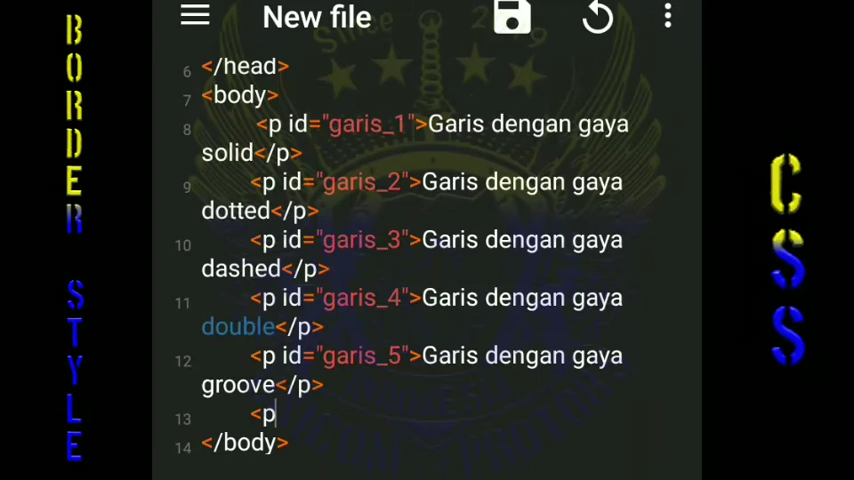 BORDER STYLE
New file
6 </head>
7 <body>
8 <p id="garis_1">Garis dengan gaya
solid</p>
9 <p id="garis_2">Garis dengan gaya
dotted</p>
10 <p id="garis_3">Garis dengan gaya
dashed</p>
11 <p id="garis_4">Garis dengan gaya
double</p>
12 <p id="garis_5">Garis dengan gaya
groove</p>
13 <p
14 </body>
CSS